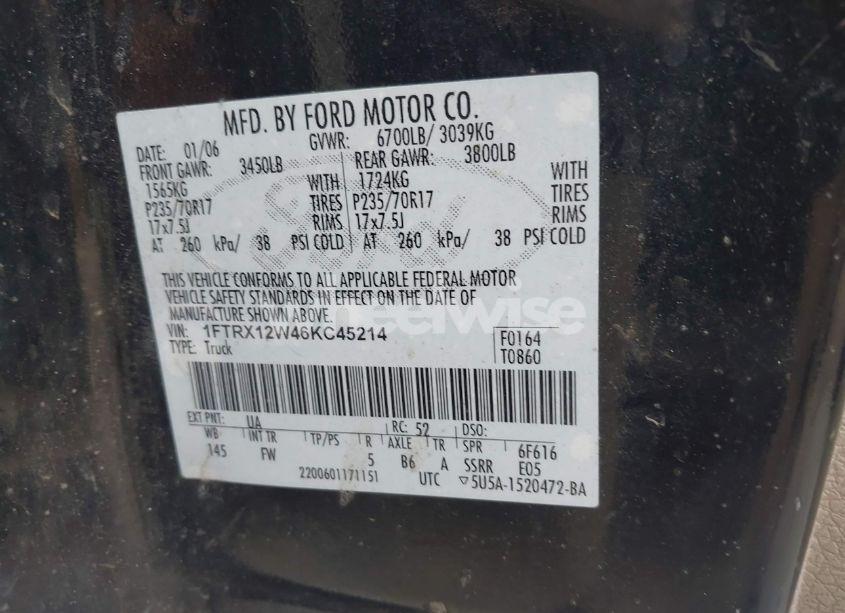 MFD. BY FORD MOTOR CO.
DATE: 01/06 GVWR: 6700LB/ 3039KG
FRONT GAWR: 3450LB REAR GAWR: 3800LB
1565KG WITH 1724KG WITH
P235/70R17 TIRES P235/70R17 TIRES
17x7.5J RIMS 17x7.5J RIMS
AT 260 kPa/ 38 PSI COLD AT 260 kPa/ 38 PSI COLD
THIS VEHICLE CONFORMS TO ALL APPLICABLE FEDERAL MOTOR
VEHICLE SAFETY STANDARDS IN EFFECT ON THE DATE OF
MANUFACTURE SHOWN ABOVE.
VIN: 1FTRX12W46KC45214 F0164
TYPE: Truck T0860
EXT PNT: UA RC: 52 DSO:
WB INT TR TP/PS R AXLE TR SPR 6F616
145 FW 5 B6 A SSRR E05
2200601171151 UTC ▽5U5A-1520472-BA